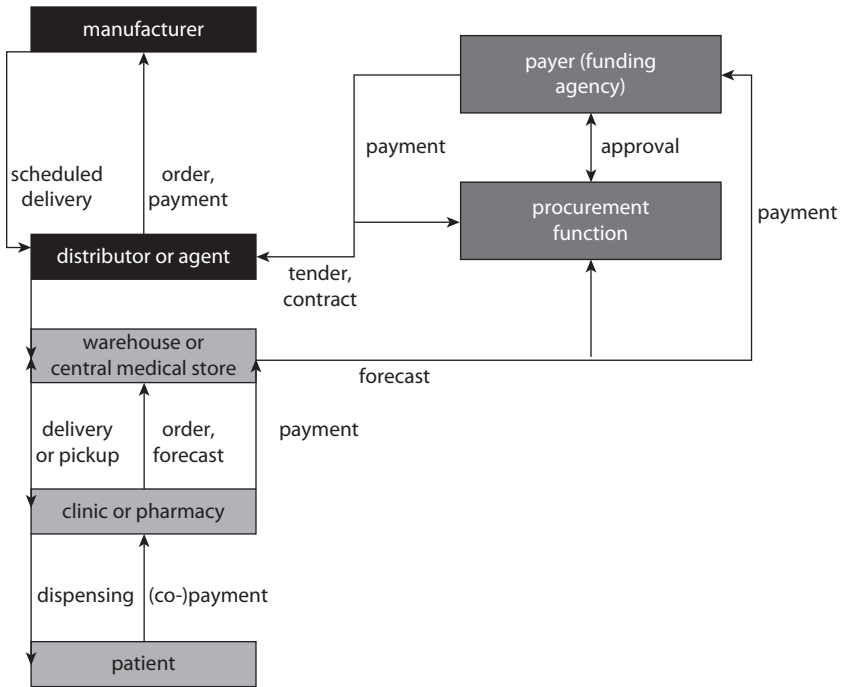 manufacturer
payer (funding
agency)
scheduled
delivery
order,
payment
payment
approval
procurement
function
payment
distributor or agent
tender,
contract
warehouse or
central medical store
forecast
delivery
or pickup
order,
forecast
payment
clinic or pharmacy
dispensing
(co-)payment
patient